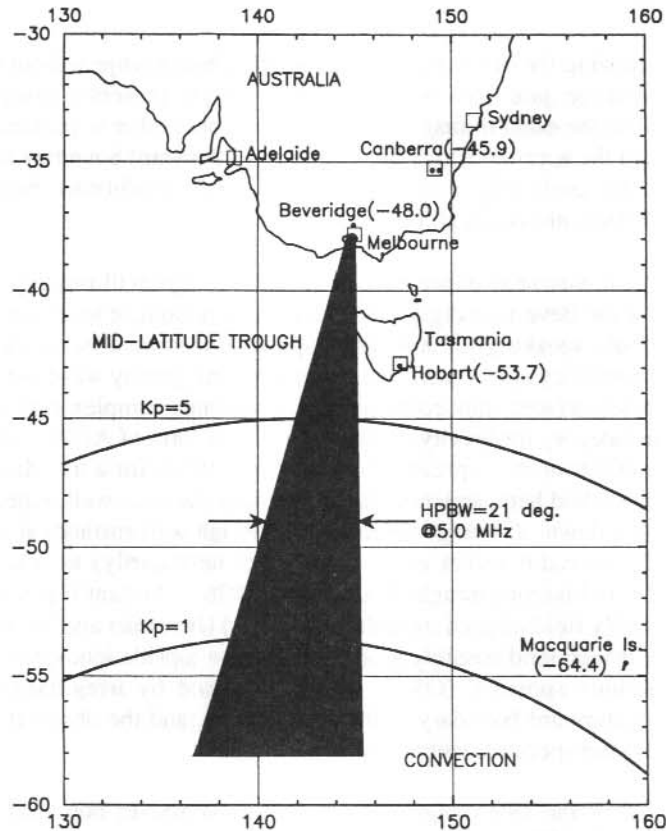 130 140 150 160
-30
AUSTRALIA
Sydney
Canberra(-45.9)
-35
Adelaide
Beveridge(-48.0)
Melbourne
-40
MID-LATITUDE TROUGH
Tasmania
Hobart(-53.7)
Kp=5
-45
HPBW=21 deg.
@5.0 MHz
-50
Kp=1
Macquarie Is.
(-64.4)
-55
CONVECTION
-60
130 140 150 160